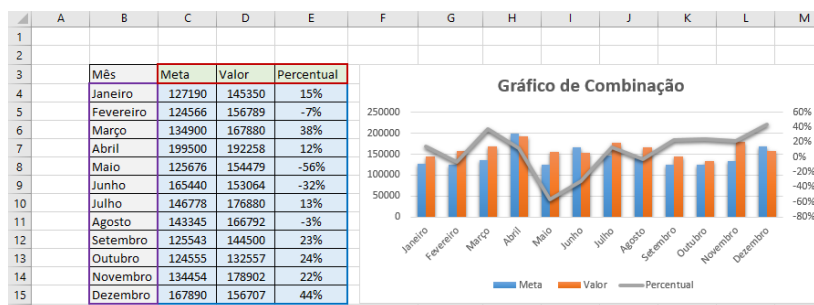 A B C D E F G H I J K L M
1
2
3 Mês Meta Valor Percentual
4 Janeiro 127190 145350 15%
5 Fevereiro 124566 156789 -7%
6 Março 134900 167880 38%
7 Abril 199500 192258 12%
8 Maio 125676 154479 -56%
9 Junho 165440 153064 -32%
10 Julho 146778 176880 13%
11 Agosto 143345 166792 -3%
12 Setembro 125543 144500 23%
13 Outubro 124555 132557 24%
14 Novembro 134454 178902 22%
15 Dezembro 167890 156707 44%
Gráfico de Combinação
250000 60%
200000 40%
20%
150000 0%
100000 -20%
-40%
50000 -60%
0 -80%
Janeiro Fevereiro Março Abril Maio Junho Julho Agosto Setembro Outubro Novembro Dezembro
Meta Valor Percentual